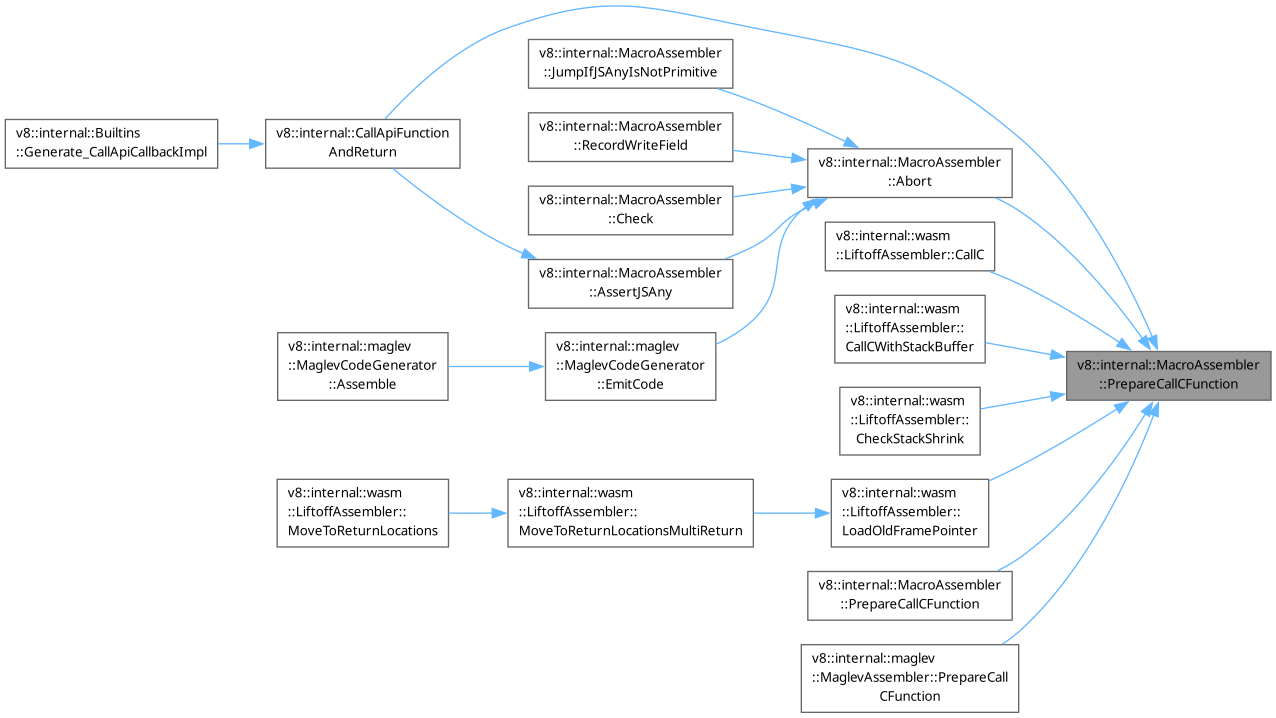 v8::internal::Builtins
::Generate_CallApiCallbackImpl
v8::internal::CallApiFunction
AndReturn
v8::internal::MacroAssembler
::JumpIfJSAnyIsNotPrimitive
v8::internal::MacroAssembler
::RecordWriteField
v8::internal::MacroAssembler
::Check
v8::internal::MacroAssembler
::AssertJSAny
v8::internal::maglev
::MaglevCodeGenerator
::Assemble
v8::internal::maglev
::MaglevCodeGenerator
::EmitCode
v8::internal::wasm
::LiftoffAssembler::
MoveToReturnLocations
v8::internal::wasm
::LiftoffAssembler::
MoveToReturnLocationsMultiReturn
v8::internal::MacroAssembler
::Abort
v8::internal::wasm
::LiftoffAssembler::CallC
v8::internal::wasm
::LiftoffAssembler::
CallCWithStackBuffer
v8::internal::wasm
::LiftoffAssembler::
CheckStackShrink
v8::internal::wasm
::LiftoffAssembler::
LoadOldFramePointer
v8::internal::MacroAssembler
::PrepareCallCFunction
v8::internal::maglev
::MaglevAssembler::PrepareCall
CFunction
v8::internal::MacroAssembler
::PrepareCallCFunction